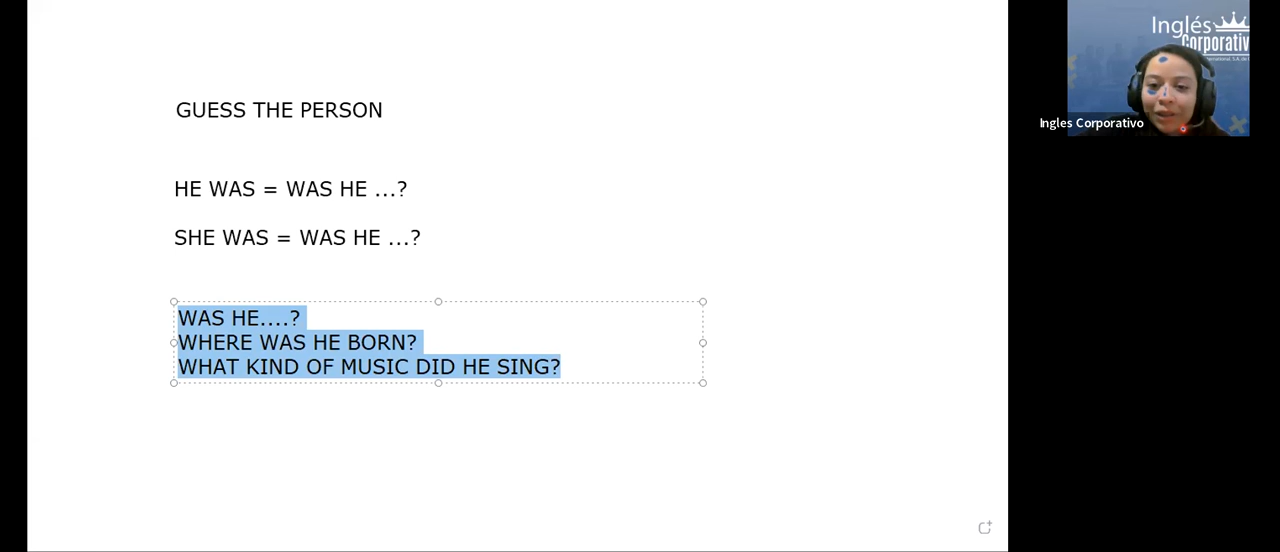 GUESS THE PERSON
HE WAS = WAS HE ...?
SHE WAS = WAS HE ...?
WAS HE....?
WHERE WAS HE BORN?
WHAT KIND OF MUSIC DID HE SING?
Inglés
Corporativ
Ingles Corporativo